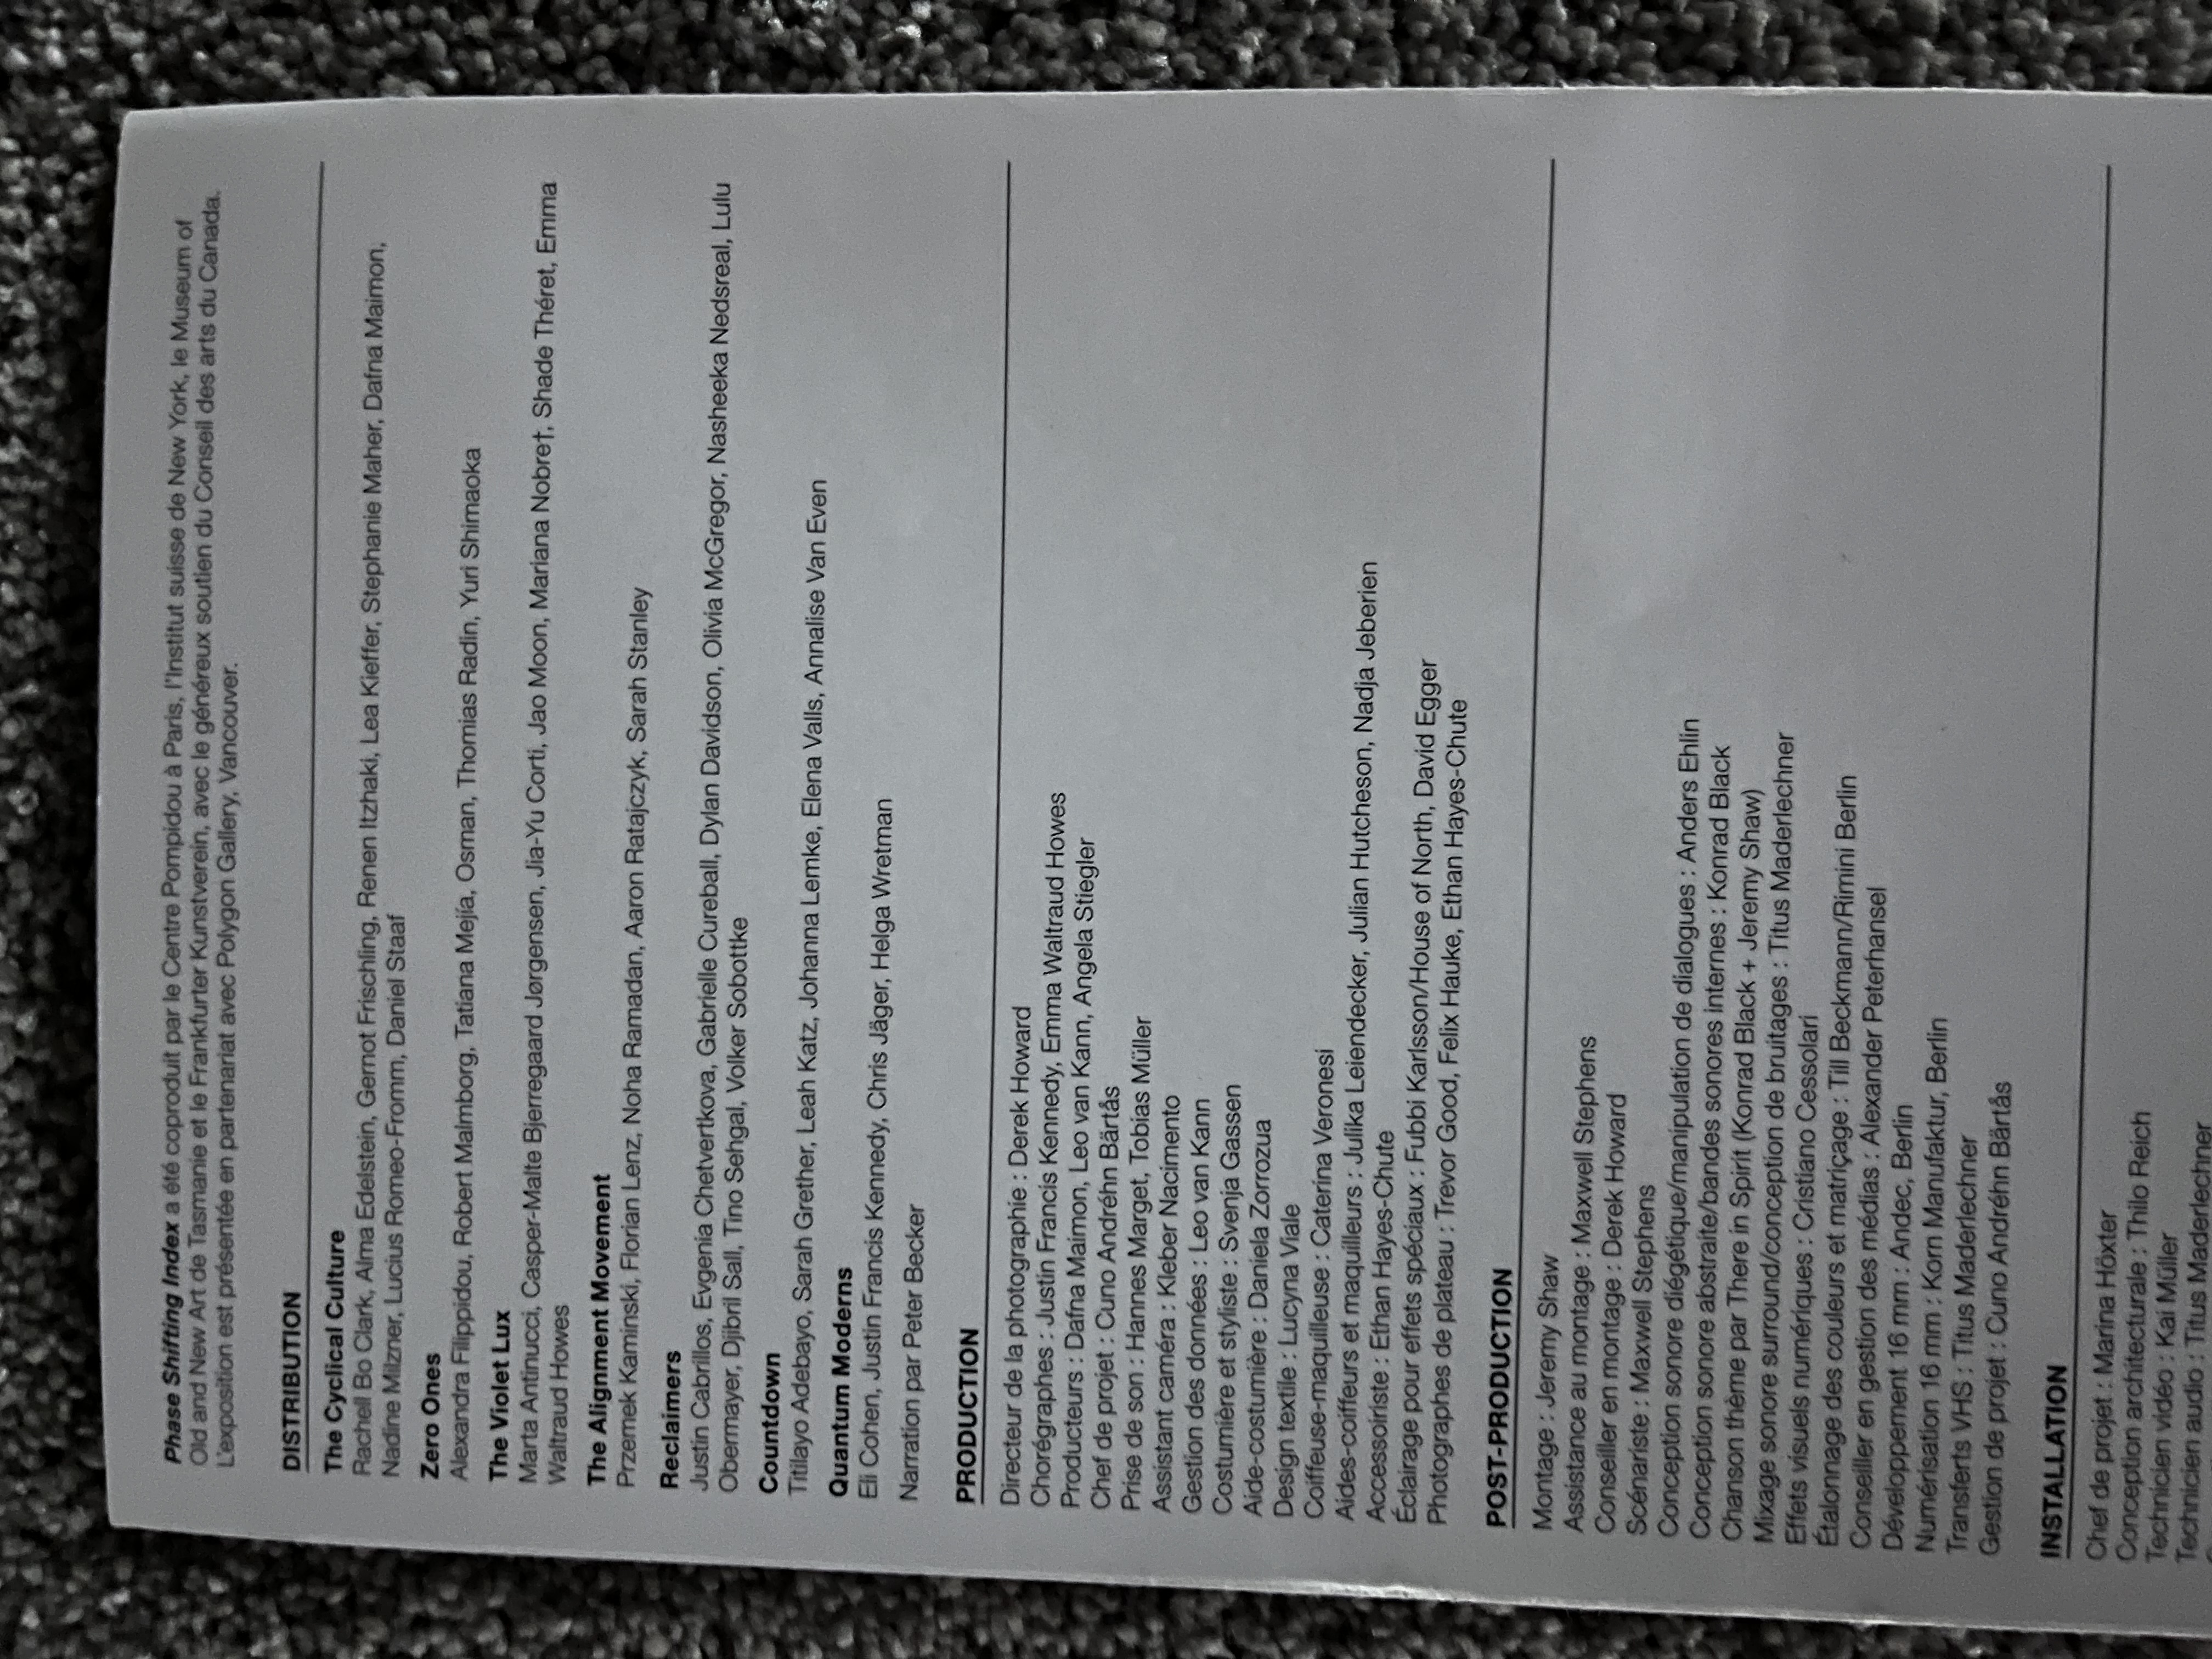 Phase Shifting Index a été coproduit par le Centre Pompidou à Paris, l'Institut suisse de New York, le Museum of
Old and New Art de Tasmanie et le Frankfurter Kunstverein, avec le généreux soutien du Conseil des arts du Canada.
L'exposition est présentée en partenariat avec Polygon Gallery, Vancouver.
DISTRIBUTION
The Cyclical Culture
Rachell Bo Clark, Alma Edelstein, Gernot Frischling, Renen Itzhaki, Lea Kieffer, Stephanie Maher, Dafna Maimon,
Nadine Milzner, Lucius Romeo-Fromm, Daniel Staaf
Zero Ones
Alexandra Filippidou, Robert Malmborg, Tatiana Mejía, Osman, Thomias Radin, Yuri Shimaoka
The Violet Lux
Marta Antinucci, Casper-Malte Bjerregaard Jørgensen, Jia-Yu Corti, Jao Moon, Mariana Nobre†, Shade Théret, Emma
Waltraud Howes
The Alignment Movement
Przemek Kaminski, Florian Lenz, Noha Ramadan, Aaron Ratajczyk, Sarah Stanley
Reclaimers
Justin Cabrillos, Evgenia Chetvertkova, Gabrielle Cureball, Dylan Davidson, Olivia McGregor, Nasheeka Nedsreal, Lulu
Obermayer, Djibril Sall, Tino Sehgal, Volker Sobottke
Countdown
Titilayo Adebayo, Sarah Grether, Leah Katz, Johanna Lemke, Elena Valls, Annalise Van Even
Quantum Moderns
Eli Cohen, Justin Francis Kennedy, Chris Jäger, Helga Wretman
Narration par Peter Becker
PRODUCTION
Directeur de la photographie : Derek Howard
Chorégraphes : Justin Francis Kennedy, Emma Waltraud Howes
Producteurs : Dafna Maimon, Leo van Kann, Angela Stiegler
Chef de projet : Cuno Andréhn Bärtås
Prise de son : Hannes Marget, Tobias Müller
Assistant caméra : Kleber Nacimento
Gestion des données : Leo van Kann
Costumière et styliste : Svenja Gassen
Aide-costumière : Daniela Zorrozua
Design textile : Lucyna Viale
Coiffeuse-maquilleuse : Caterina Veronesi
Aides-coiffeurs et maquilleurs : Julika Leiendecker, Julian Hutcheson, Nadja Jeberien
Accessoiriste : Ethan Hayes-Chute
Éclairage pour effets spéciaux : Fubbi Karlsson/House of North, David Egger
Photographes de plateau : Trevor Good, Felix Hauke, Ethan Hayes-Chute
POST-PRODUCTION
Montage : Jeremy Shaw
Assistance au montage : Maxwell Stephens
Conseiller en montage : Derek Howard
Scénariste : Maxwell Stephens
Conception sonore diégétique/manipulation de dialogues : Anders Ehlin
Conception sonore abstraite/bandes sonores internes : Konrad Black
Chanson thème par There in Spirit (Konrad Black + Jeremy Shaw)
Mixage sonore surround/conception de bruitages : Titus Maderlechner
Effets visuels numériques : Cristiano Cessolari
Étalonnage des couleurs et matriçage : Till Beckmann/Rimini Berlin
Conseiller en gestion des médias : Alexander Peterhansel
Développement 16 mm : Andec, Berlin
Numérisation 16 mm : Korn Manufaktur, Berlin
Transferts VHS : Titus Maderlechner
Gestion de projet : Cuno Andréhn Bärtås
INSTALLATION
Chef de projet : Marina Höxter
Conception architecturale : Thilo Reich
Technicien vidéo : Kai Müller
Technicien audio : Titus Maderlechner